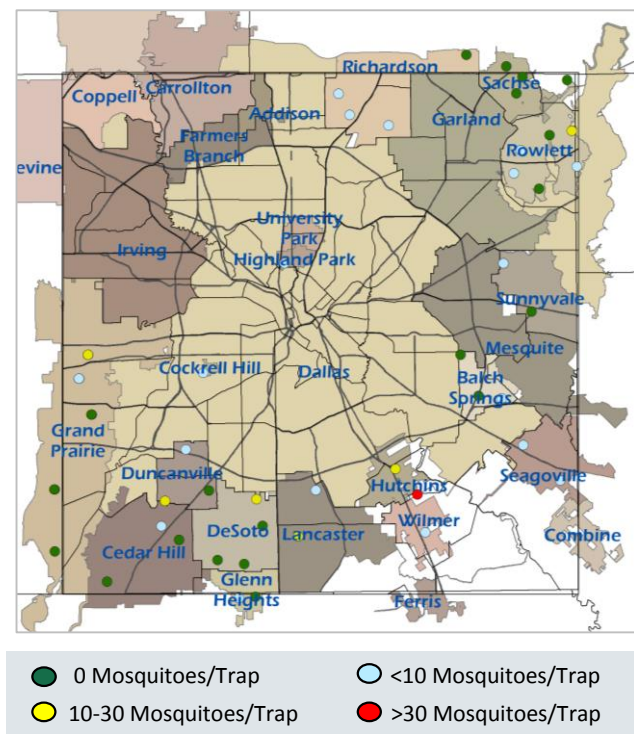 Richardson
Carrollton
Coppell
Sachse
Addison
Garland
Farmers
Branch
Rowlett
evine
University
Park
Irving
Highland Park
Sunnyvale
Mesquite
Cockrell Hill
Dallas
Balch
Springs
Grand
Prairie
Duncanville
Hutchins
Seagoville
DeSoto
Lancaster
Wilmer
Combine
Cedar Hill
Glenn
Heights
Ferris
0 Mosquitoes/Trap
<10 Mosquitoes/Trap
10-30 Mosquitoes/Trap
>30 Mosquitoes/Trap